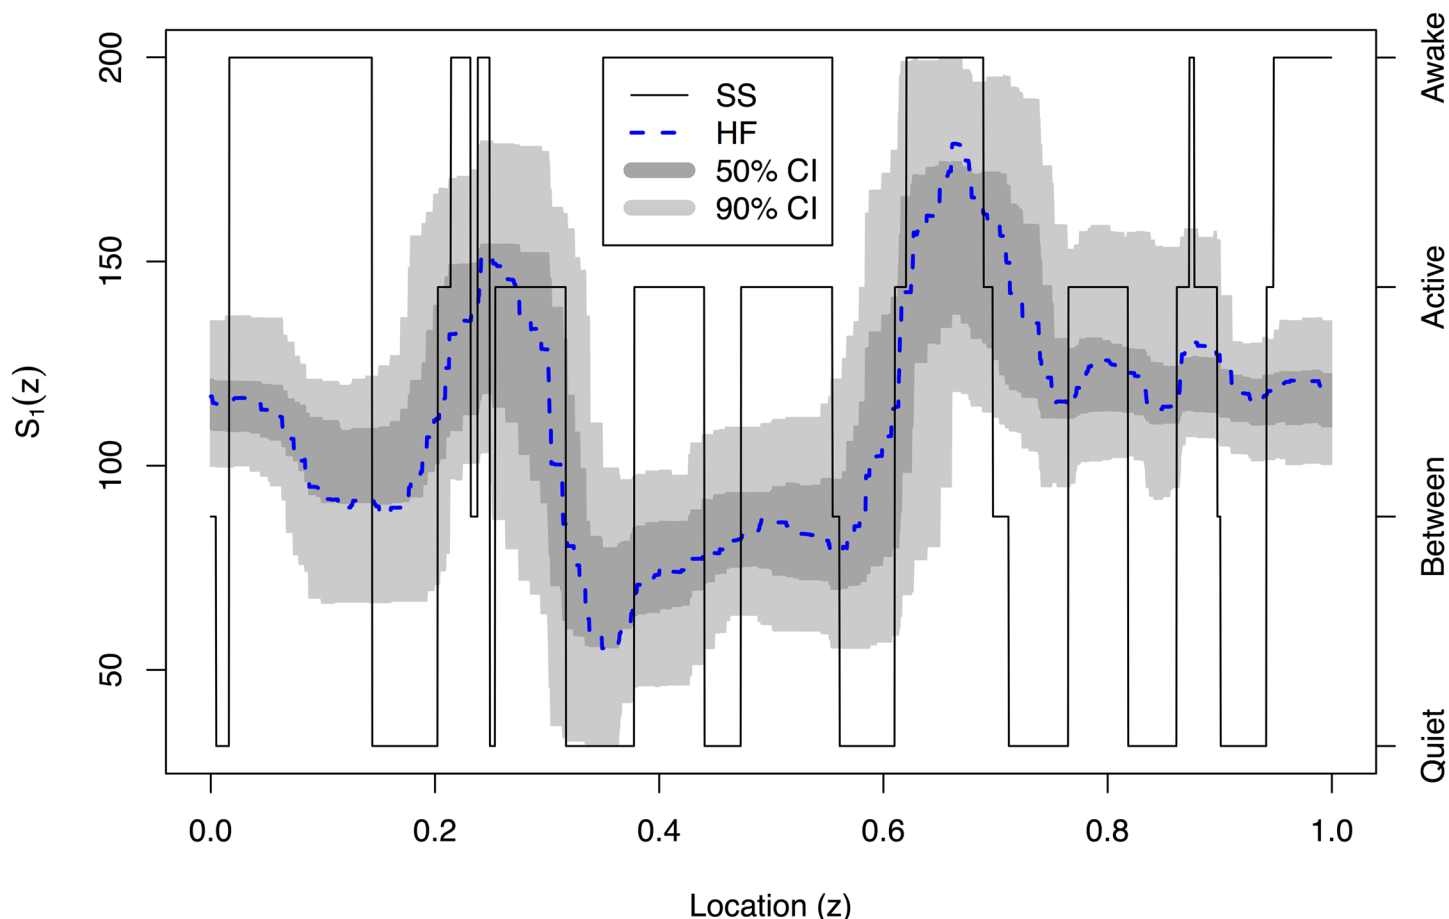 SS
HF
50% CI
90% CI
S₁(z)
200
150
100
50
Awake
Active
Between
Quiet
0.0 0.2 0.4 0.6 0.8 1.0
Location (z)